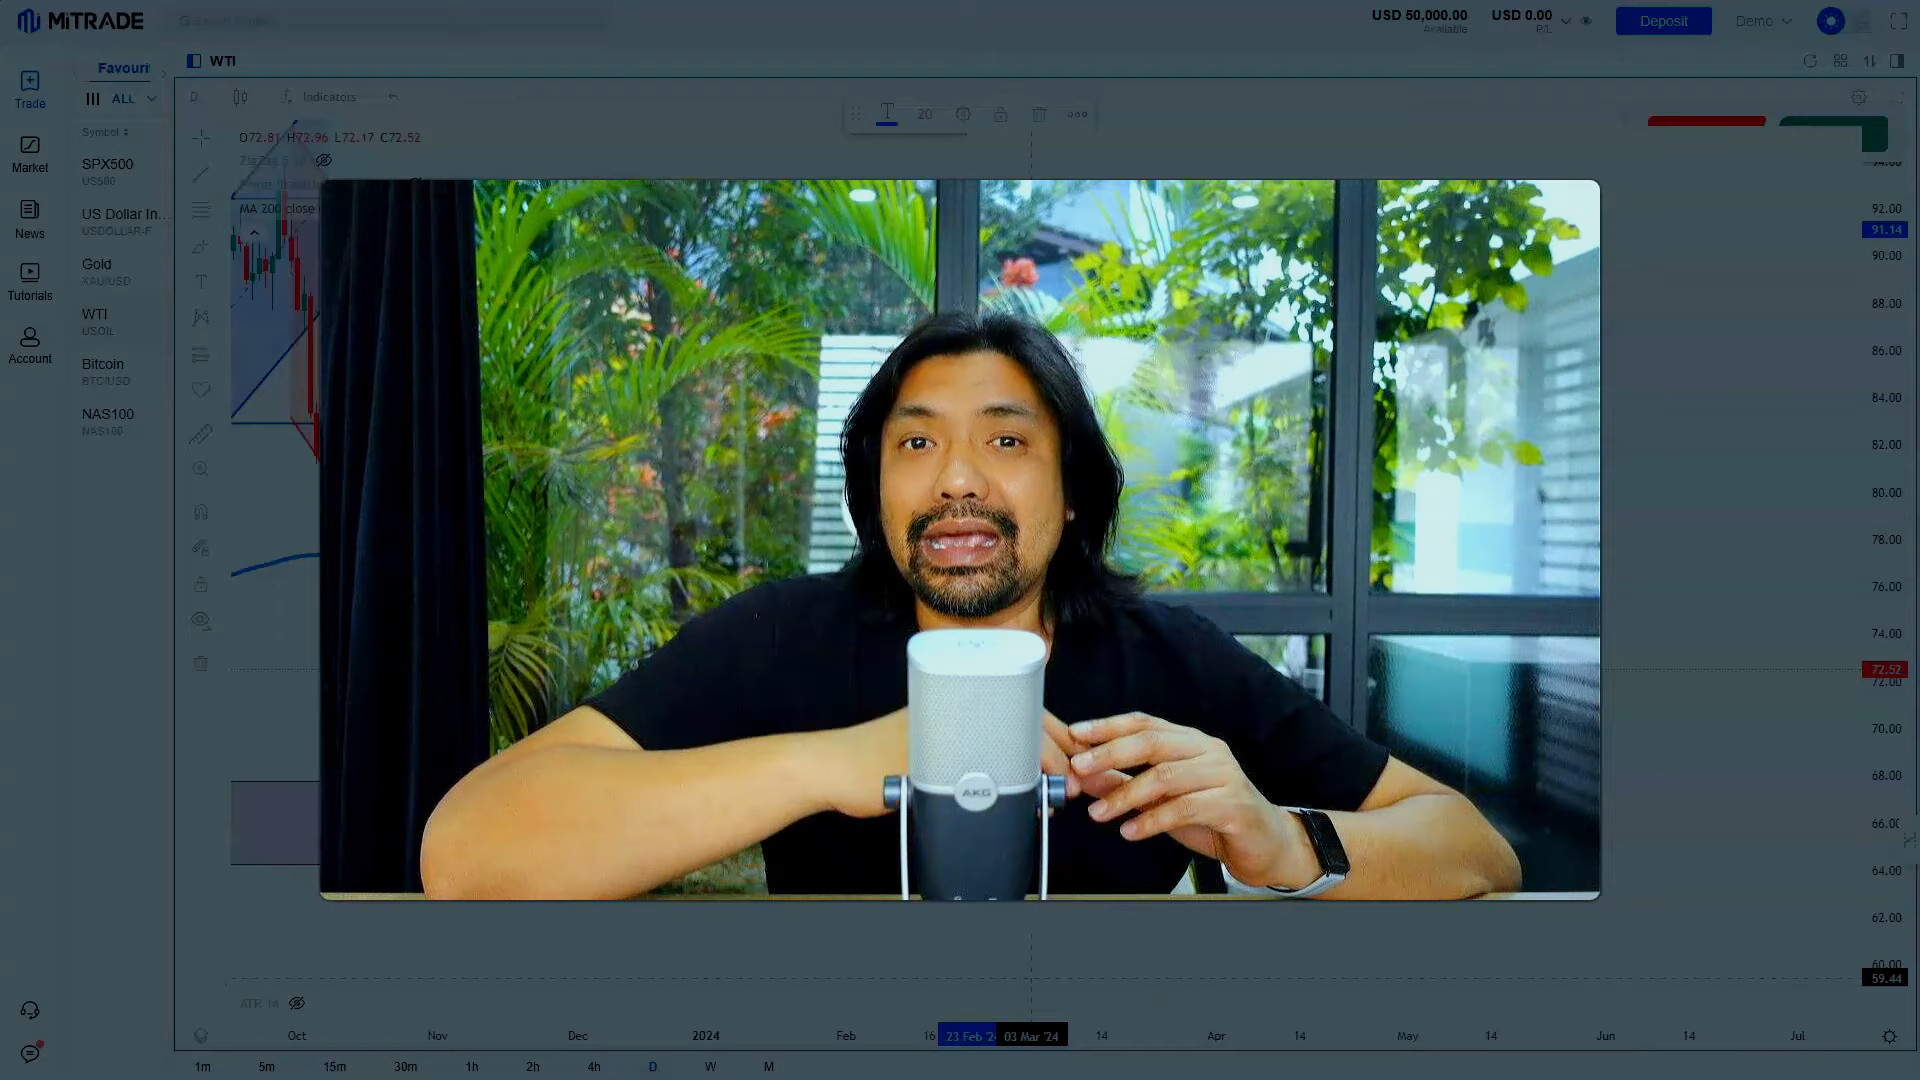 MiTRADE
USD 50,000.00
Available
USD 0.00
P/L
Deposit
Demo
Favourit
WTI
ALL
Trade
Market
News
Tutorials
Account
Symbol
SPX500
US500
US Dollar In...
USDOLLAR-F
Gold
XAU/USD
WTI
USOIL
Bitcoin
BTC/USD
NAS100
NAS100
D
Indicators
O72.81 H72.96 L72.17 C72.52
MA 200 close
20
AKG
94.00
92.00
91.14
90.00
88.00
86.00
84.00
82.00
80.00
78.00
76.00
74.00
72.52
72.00
70.00
68.00
66.00
64.00
62.00
60.00
59.44
ATR 14
Oct
Nov
Dec
2024
Feb
16
23 Feb '24
03 Mar '24
14
Apr
14
May
14
Jun
14
Jul
1m
5m
15m
30m
1h
2h
4h
D
W
M